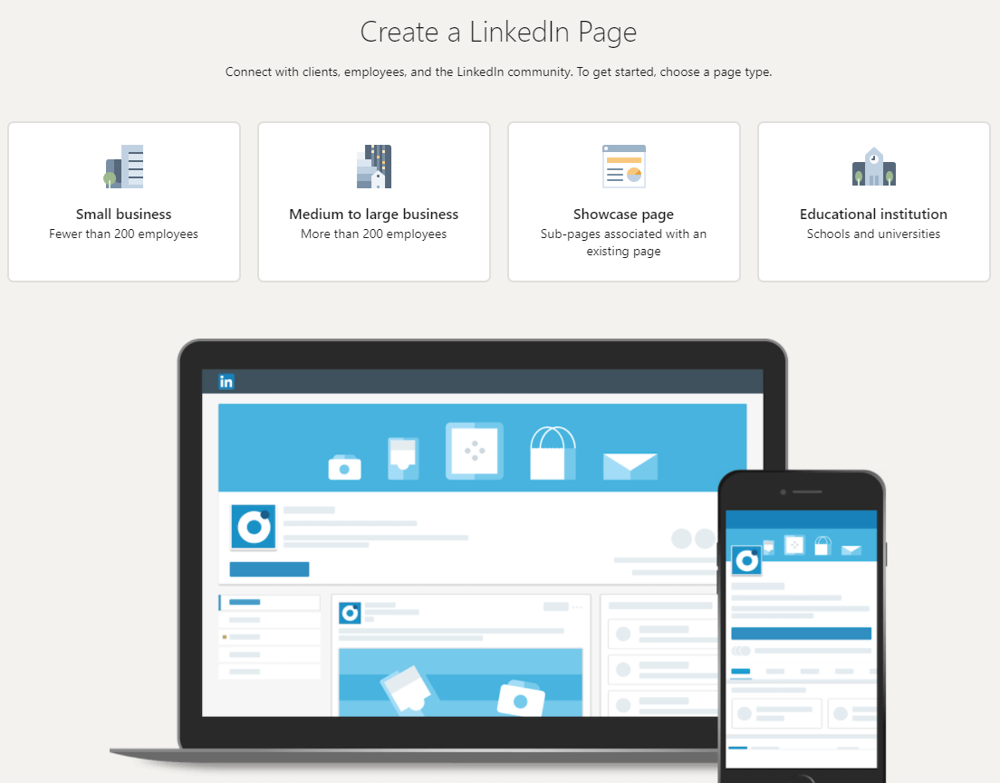 Create a LinkedIn Page
Connect with clients, employees, and the LinkedIn community. To get started, choose a page type.
Small business
Fewer than 200 employees
Medium to large business
More than 200 employees
Showcase page
Sub-pages associated with an
existing page
Educational institution
Schools and universities
in